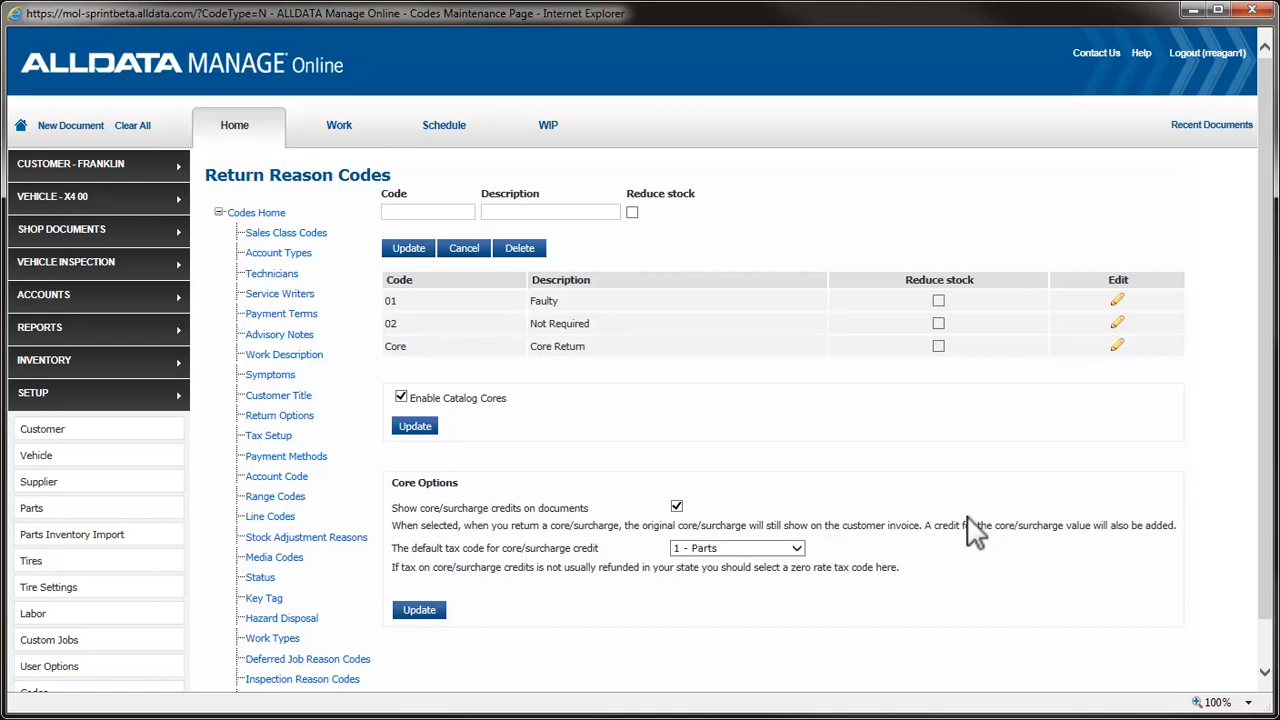 https://mol-sprintbeta.alldata.com/?CodeType=N - ALLDATA Manage Online - Codes Maintenance Page - Internet Explorer
ALLDATA MANAGE Online
Contact Us Help Logout (rreagan1)
New Document Clear All
Home Work Schedule WIP
Recent Documents
CUSTOMER - FRANKLIN
VEHICLE - X4 00
SHOP DOCUMENTS
VEHICLE INSPECTION
ACCOUNTS
REPORTS
INVENTORY
SETUP
Customer
Vehicle
Supplier
Parts
Parts Inventory Import
Tires
Tire Settings
Labor
Custom Jobs
User Options
Return Reason Codes
Codes Home
Sales Class Codes
Account Types
Technicians
Service Writers
Payment Terms
Advisory Notes
Work Description
Symptoms
Customer Title
Return Options
Tax Setup
Payment Methods
Account Code
Range Codes
Line Codes
Stock Adjustment Reasons
Media Codes
Status
Key Tag
Hazard Disposal
Work Types
Deferred Job Reason Codes
Inspection Reason Codes
Code Description Reduce stock
Update Cancel Delete
Code Description Reduce stock Edit
01 Faulty
02 Not Required
Core Core Return
Enable Catalog Cores
Update
Core Options
Show core/surcharge credits on documents
When selected, when you return a core/surcharge, the original core/surcharge will still show on the customer invoice. A credit the core/surcharge value will also be added.
The default tax code for core/surcharge credit 1 - Parts
If tax on core/surcharge credits is not usually refunded in your state you should select a zero rate tax code here.
Update
100%